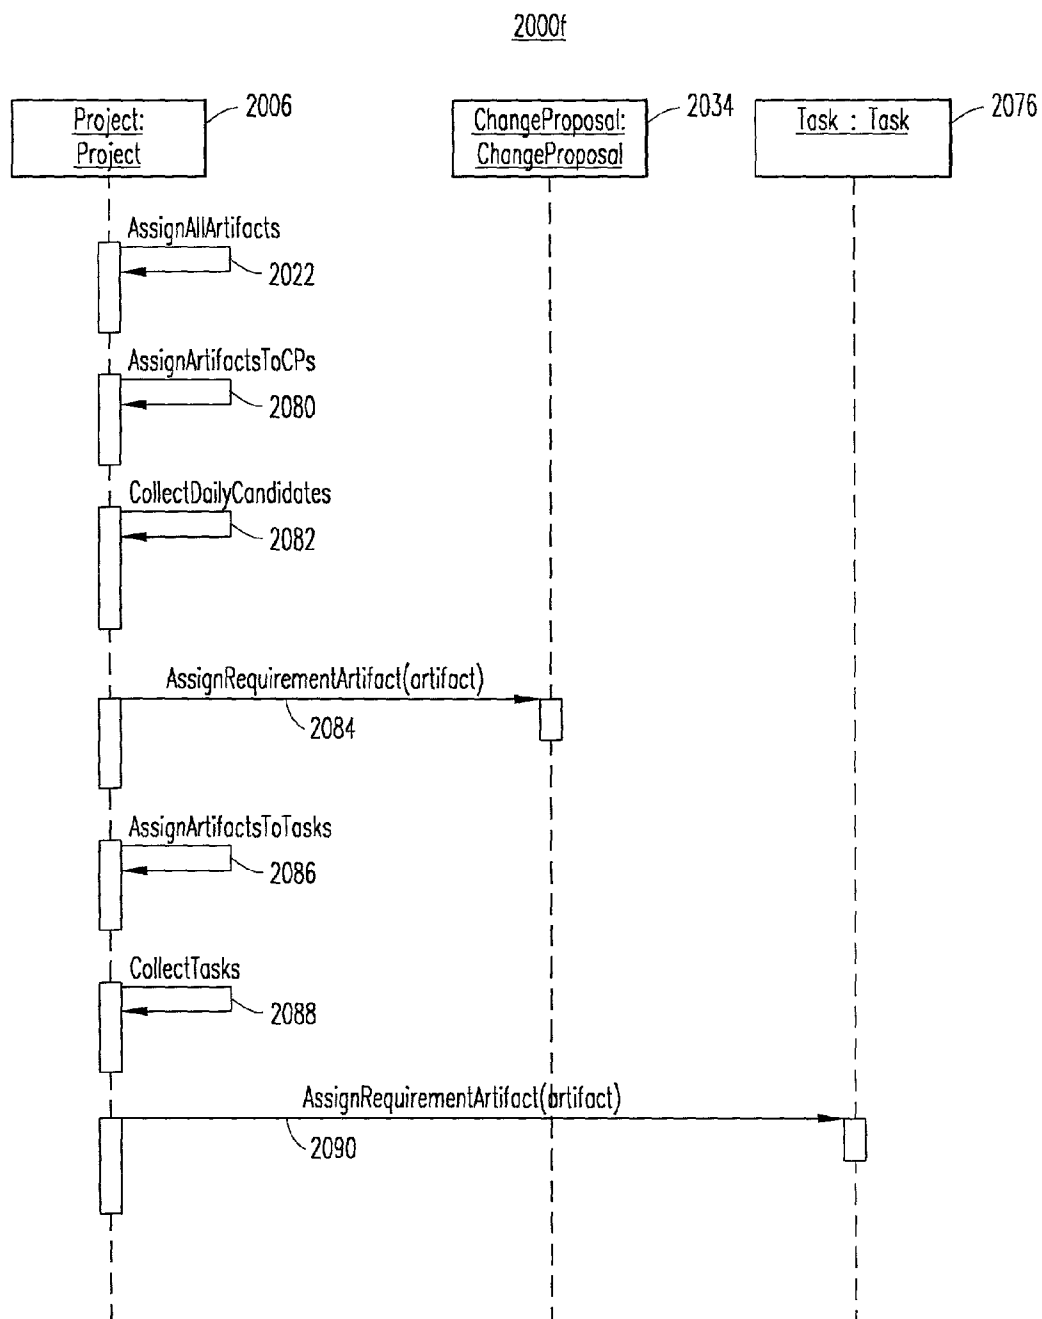 2000f
Project:
Project
2006
ChangeProposal:
ChangeProposal
2034
Task : Task
2076
AssignAllArtifacts
2022
AssignArtifactsToCPs
2080
CollectDailyCandidates
2082
AssignRequirementArtifact(artifact)
2084
AssignArtifactsToTasks
2086
CollectTasks
2088
AssignRequirementArtifact(artifact)
2090